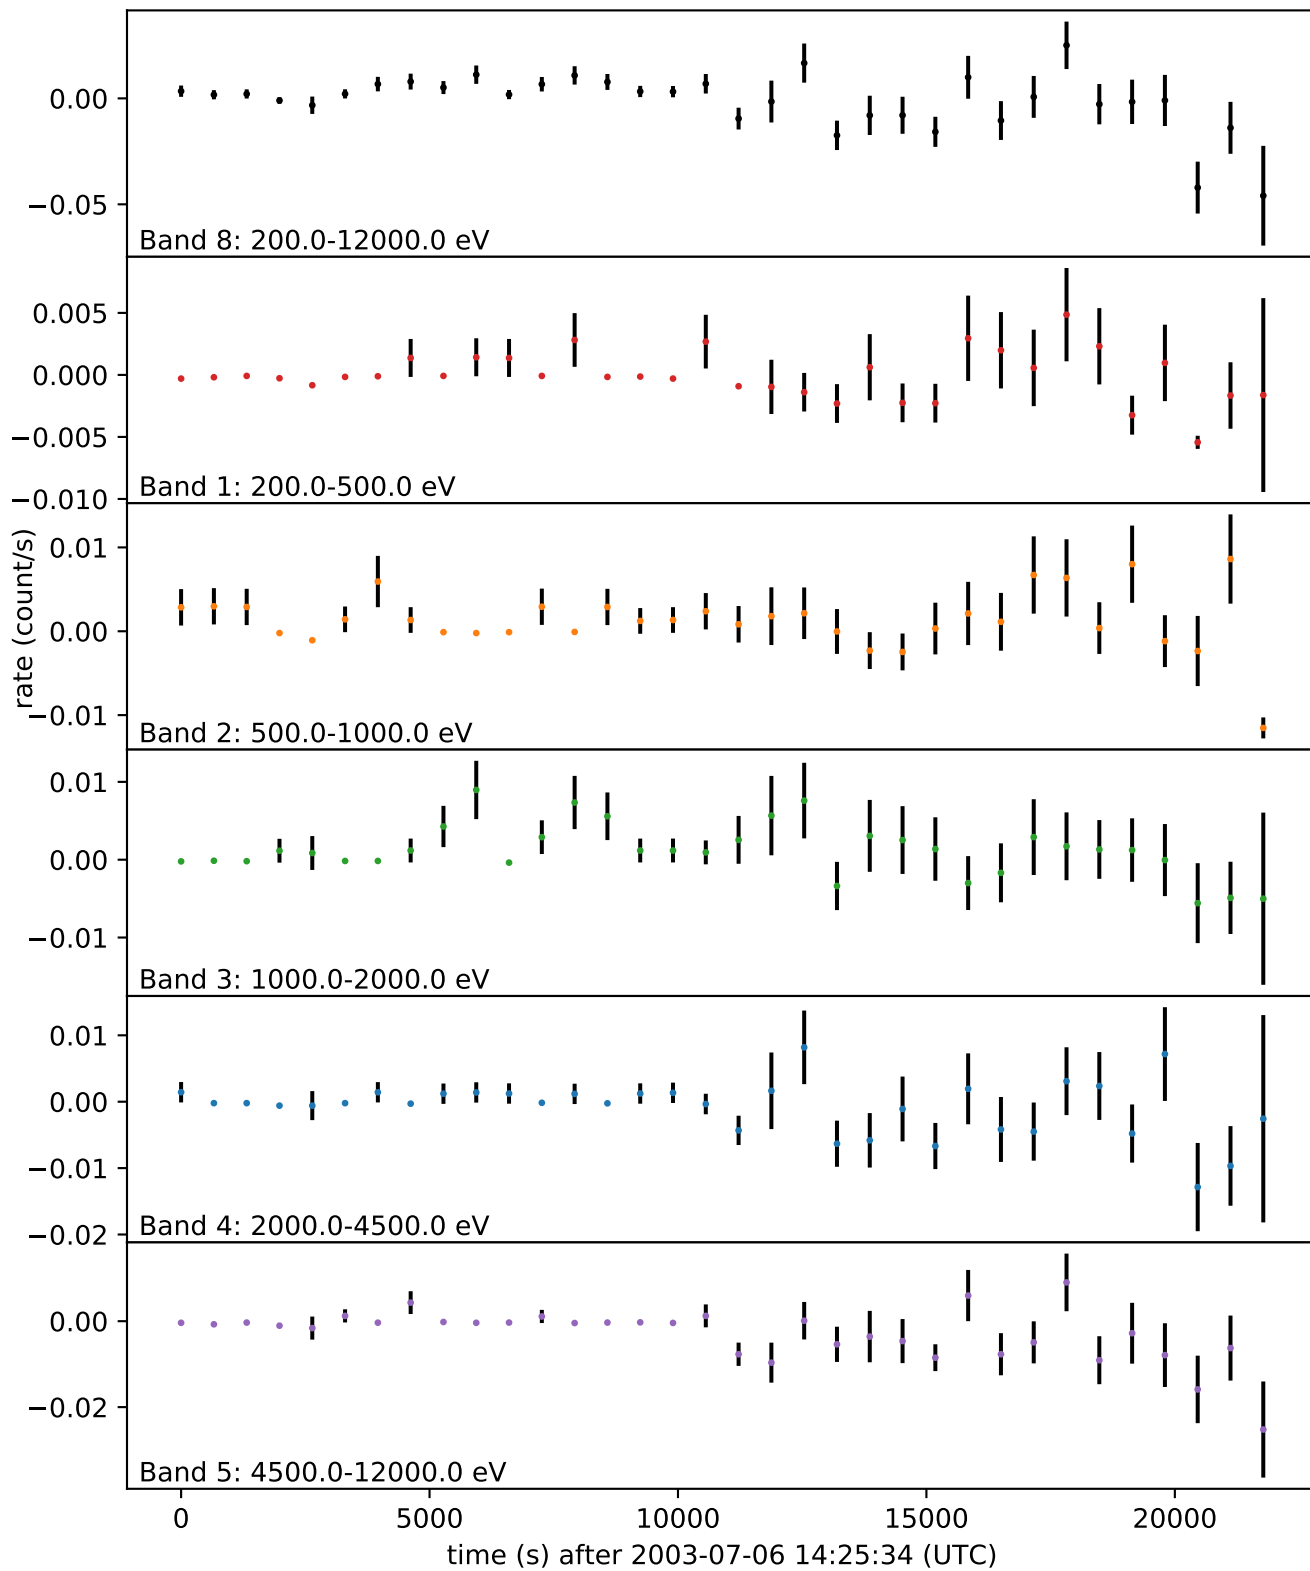 0.00
−0.05
Band 8: 200.0-12000.0 eV
0.005
0.000
−0.005
−0.010
Band 1: 200.0-500.0 eV
rate (count/s)
0.01
0.00
−0.01
Band 2: 500.0-1000.0 eV
0.01
0.00
−0.01
Band 3: 1000.0-2000.0 eV
0.01
0.00
−0.01
−0.02
Band 4: 2000.0-4500.0 eV
0.00
−0.02
Band 5: 4500.0-12000.0 eV
0 5000 10000 15000 20000
time (s) after 2003-07-06 14:25:34 (UTC)